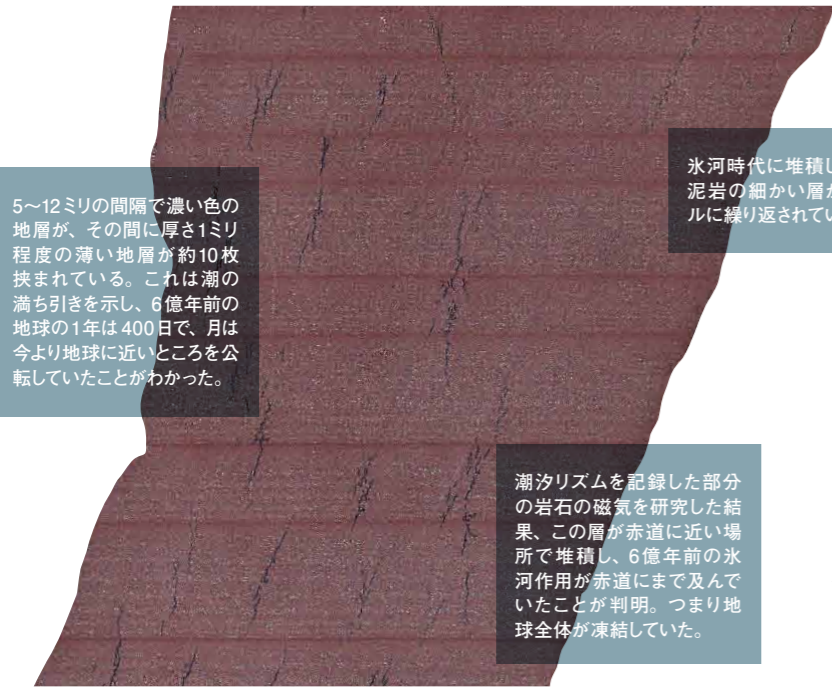 5〜12ミリの間隔で濃い色の
地層が、その間に厚さ1ミリ
程度の薄い地層が約10枚
挟まれている。これは潮の
満ち引きを示し、6億年前の
地球の1年は400日で、月は
今より地球に近いところを公
転していたことがわかった。
氷河時代に堆積し
泥岩の細かい層が
ルに繰り返されてい
潮汐リズムを記録した部分
の岩石の磁気を研究した結
果、この層が赤道に近い場
所で堆積し、6億年前の氷
河作用が赤道にまで及んで
いたことが判明。つまり地
球全体が凍結していた。